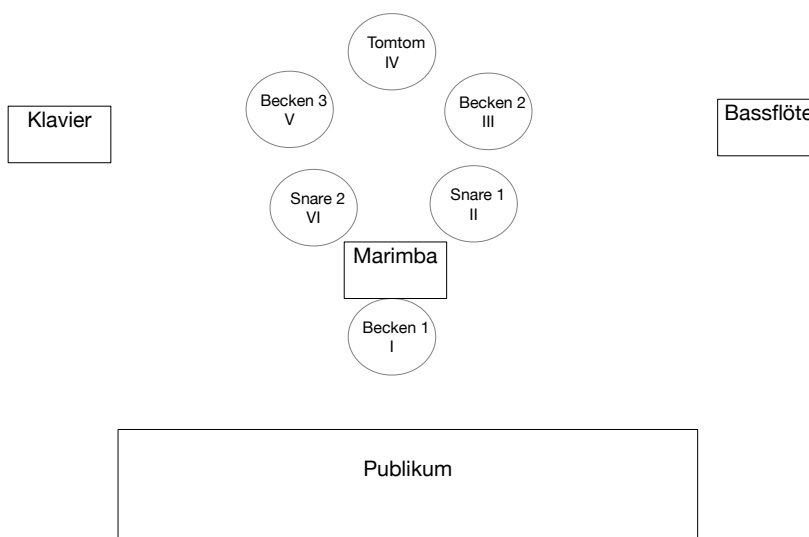 Tomtom
IV
Becken 3
V
Becken 2
III
Klavier
Bassflöte
Snare 2
VI
Snare 1
II
Marimba
Becken 1
I
Publikum